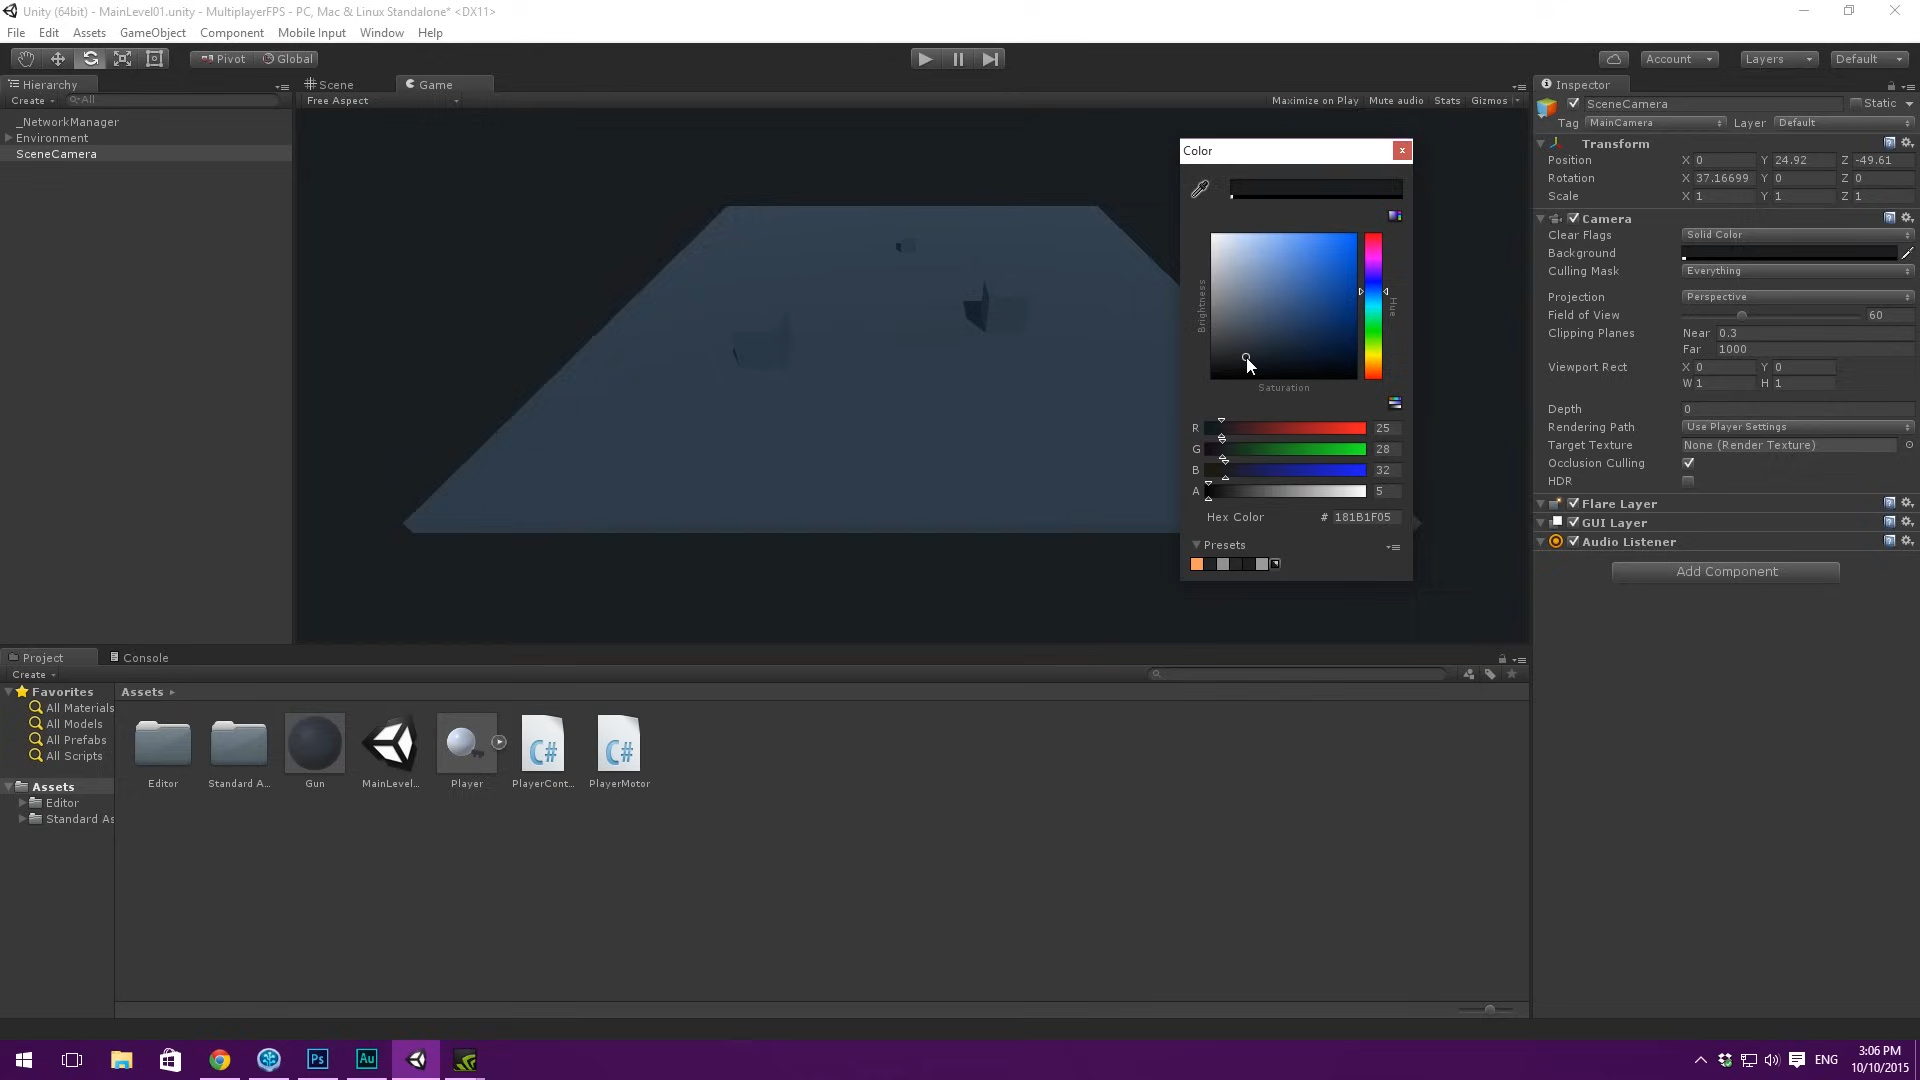 Unity (64bit) - MainLevel01.unity - MultiplayerFPS - PC, Mac & Linux Standalone* <DX11>
File Edit Assets GameObject Component Mobile Input Window Help
Pivot Global Account Layers Default
Hierarchy Scene Game Inspector
Create All Free Aspect Maximize on Play Mute audio Stats Gizmos SceneCamera Static
_NetworkManager
Environment
SceneCamera
Tag MainCamera Layer Default
Transform
Position X 0 Y 24.92 Z -49.61
Rotation X 37.16699 Y 0 Z 0
Scale X 1 Y 1 Z 1
Camera
Clear Flags Solid Color
Background
Culling Mask Everything
Projection Perspective
Field of View 60
Clipping Planes Near 0.3
Far 1000
Viewport Rect X 0 Y 0
W 1 H 1
Depth 0
Rendering Path Use Player Settings
Target Texture None (Render Texture)
Occlusion Culling
HDR
Flare Layer
GUI Layer
Audio Listener
Add Component
Color
Brightness
Hue
Saturation
R 25
G 28
B 32
A 5
Hex Color # 181B1F05
Presets
Project Console
Create
Favorites
All Materials
All Models
All Prefabs
All Scripts
Assets
Editor
Standard As
Assets
Editor Standard A... Gun MainLevel... Player PlayerCont... PlayerMotor
C# C#
Ps Au ENG 3:06 PM
10/10/2015